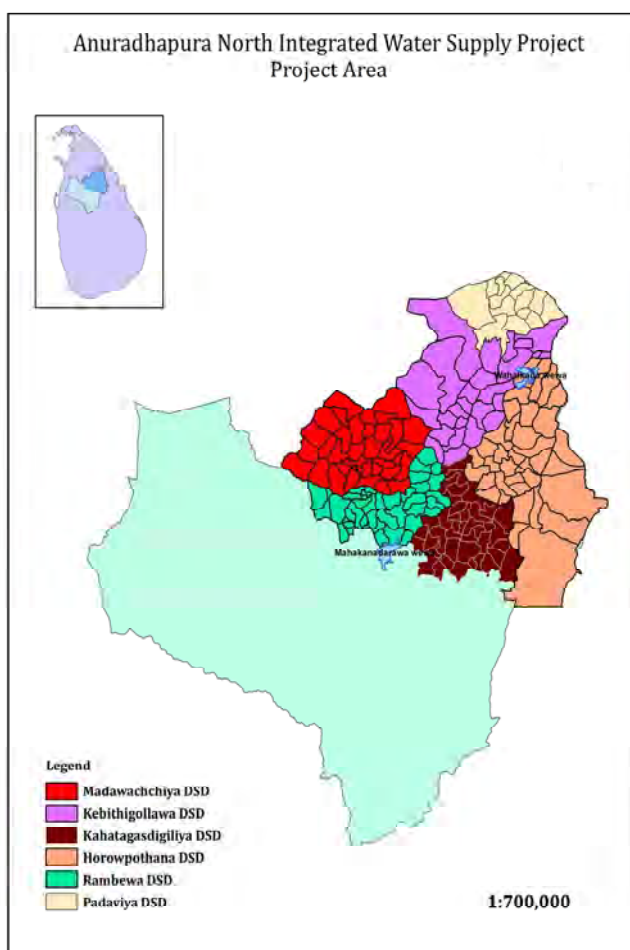 Anuradhapura North Integrated Water Supply Project
Project Area
Wahalkada wewa
Mahakanadarawa wewa
Legend
Madawachchiya DSD
Kebithigollawa DSD
Kahatagasdigiliya DSD
Horowpothana DSD
Rambewa DSD
Padaviya DSD
1:700,000